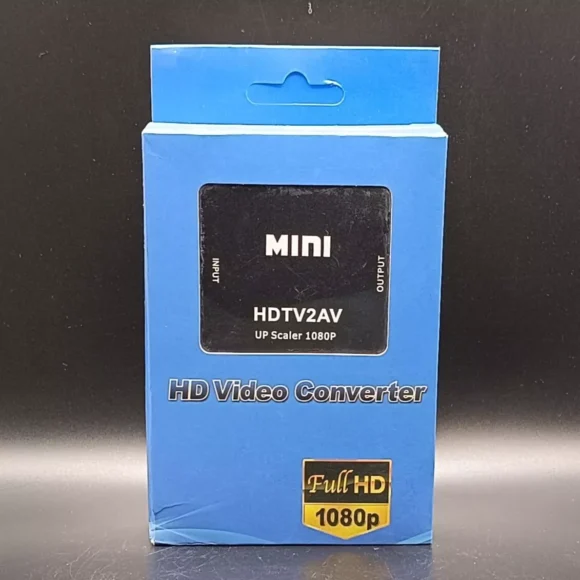 MINI
INPUT
OUTPUT
HDTV2AV
UP Scaler 1080P
HD Video Converter
Full HD
1080p